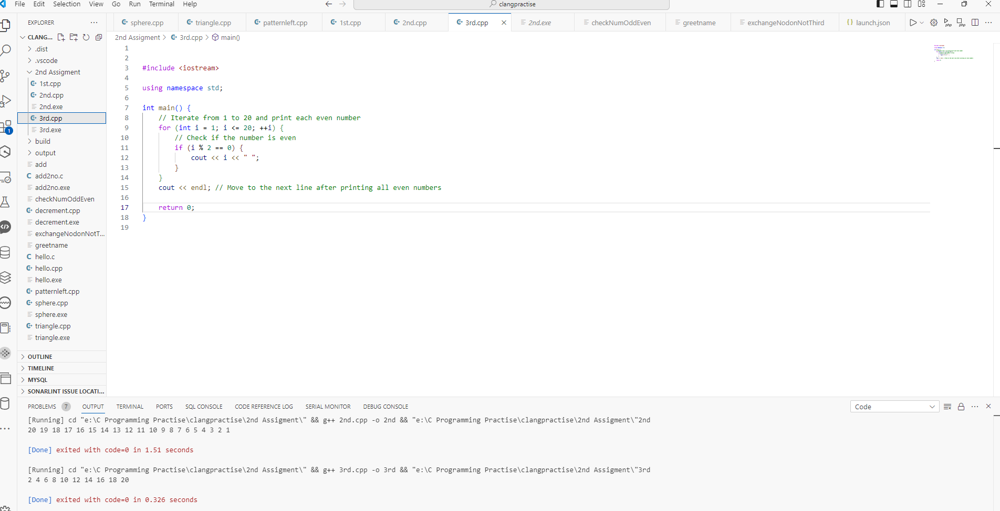 File Edit Selection View Go Run Terminal Help
clangpractise
EXPLORER
sphere.cpp
triangle.cpp
patternleft.cpp
1st.cpp
2nd.cpp
3rd.cpp
2nd.exe
checkNumOddEven
greetname
exchangeNodonNotThird
launch.json
php
php
CLANG...
2nd Assigment > 3rd.cpp > main()
.dist
.vscode
2nd Assigment
1st.cpp
2nd.cpp
2nd.exe
3rd.cpp
3rd.exe
build
output
add
C add2no.c
add2no.exe
checkNumOddEven
decrement.cpp
decrement.exe
exchangeNodonNotT...
greetname
C hello.c
hello.cpp
hello.exe
patternleft.cpp
sphere.cpp
sphere.exe
triangle.cpp
triangle.exe
OUTLINE
TIMELINE
MYSQL
SONARLINT ISSUE LOCATI...
1
1
2
3 #include <iostream>
4
5 using namespace std;
6
7 int main() {
8 // Iterate from 1 to 20 and print each even number
9 for (int i = 1; i <= 20; ++i) {
10 // Check if the number is even
11 if (i % 2 == 0) {
12 cout << i << " ";
13 }
14 }
15 cout << endl; // Move to the next line after printing all even numbers
16
17 return 0;
18 }
19
PROBLEMS 7 OUTPUT TERMINAL PORTS SQL CONSOLE CODE REFERENCE LOG SERIAL MONITOR DEBUG CONSOLE
Code
[Running] cd "e:\C Programming Practise\clangpractise\2nd Assigment\" && g++ 2nd.cpp -o 2nd && "e:\C Programming Practise\clangpractise\2nd Assigment\"2nd
20 19 18 17 16 15 14 13 12 11 10 9 8 7 6 5 4 3 2 1
[Done] exited with code=0 in 1.51 seconds
[Running] cd "e:\C Programming Practise\clangpractise\2nd Assigment\" && g++ 3rd.cpp -o 3rd && "e:\C Programming Practise\clangpractise\2nd Assigment\"3rd
2 4 6 8 10 12 14 16 18 20
[Done] exited with code=0 in 0.326 seconds